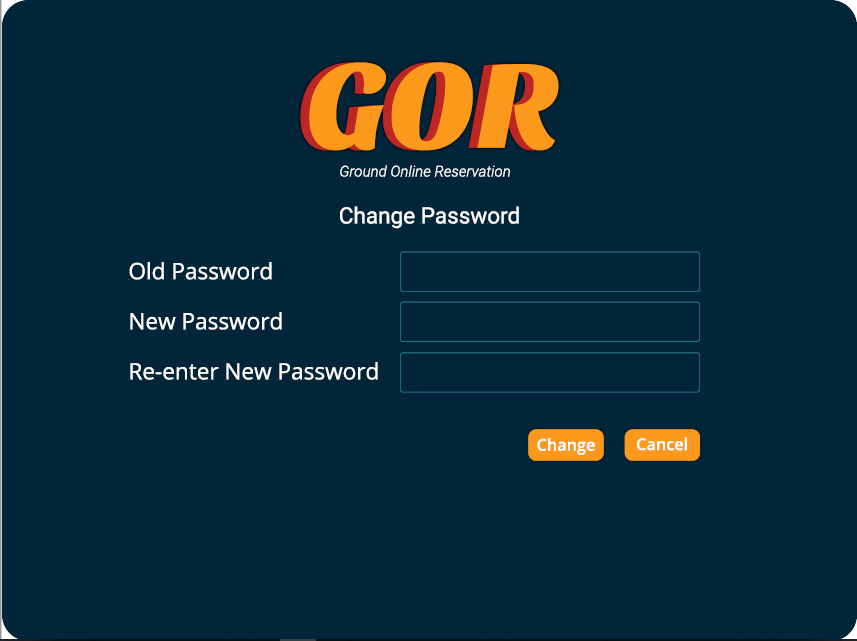 GOR
Ground Online Reservation
Change Password
Old Password
New Password
Re-enter New Password
Change Cancel